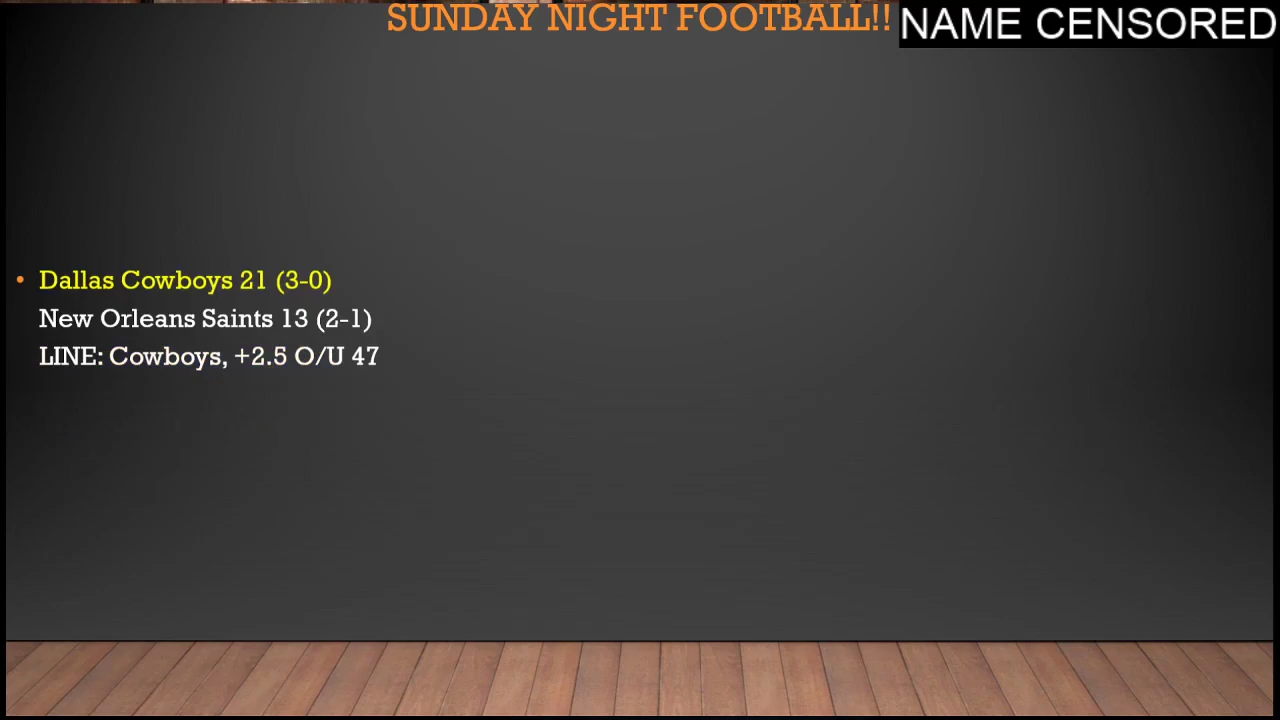 SUNDAY NIGHT FOOTBALL!!
NAME CENSORED
• Dallas Cowboys 21 (3-0)
New Orleans Saints 13 (2-1)
LINE: Cowboys, +2.5 O/U 47